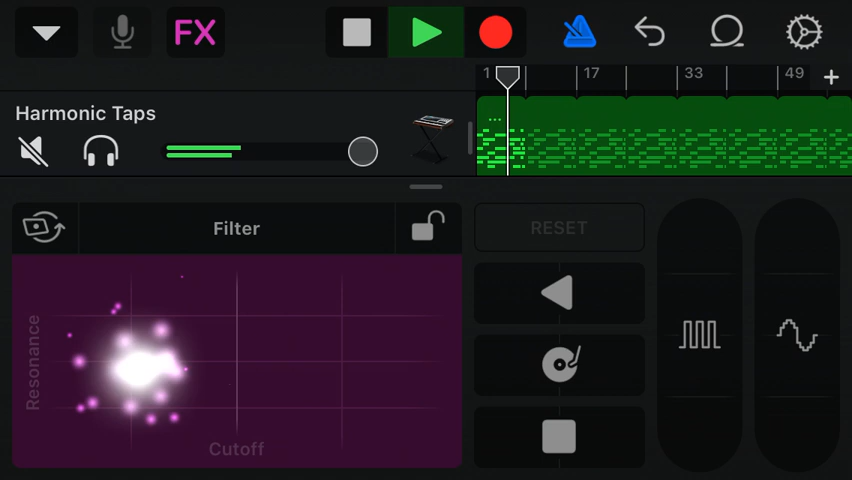 FX
1 17 33 49 +
Harmonic Taps
...
Filter
RESET
Resonance
Cutoff